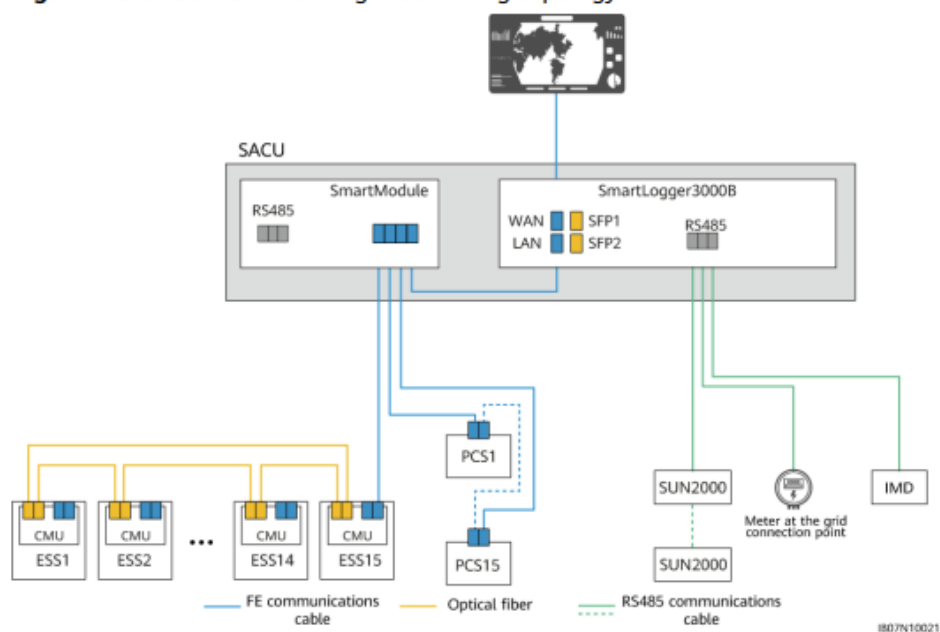 SACU
SmartModule
SmartLogger3000B
RS485
WAN
SFP1
RS485
LAN
SFP2
PCS1
SUN2000
IMD
Meter at the grid
connection point
CMU
CMU
...
CMU
CMU
ESS1
ESS2
ESS14
ESS15
PCS15
SUN2000
FE communications
cable
Optical fiber
RS485 communications
cable
I807N10021